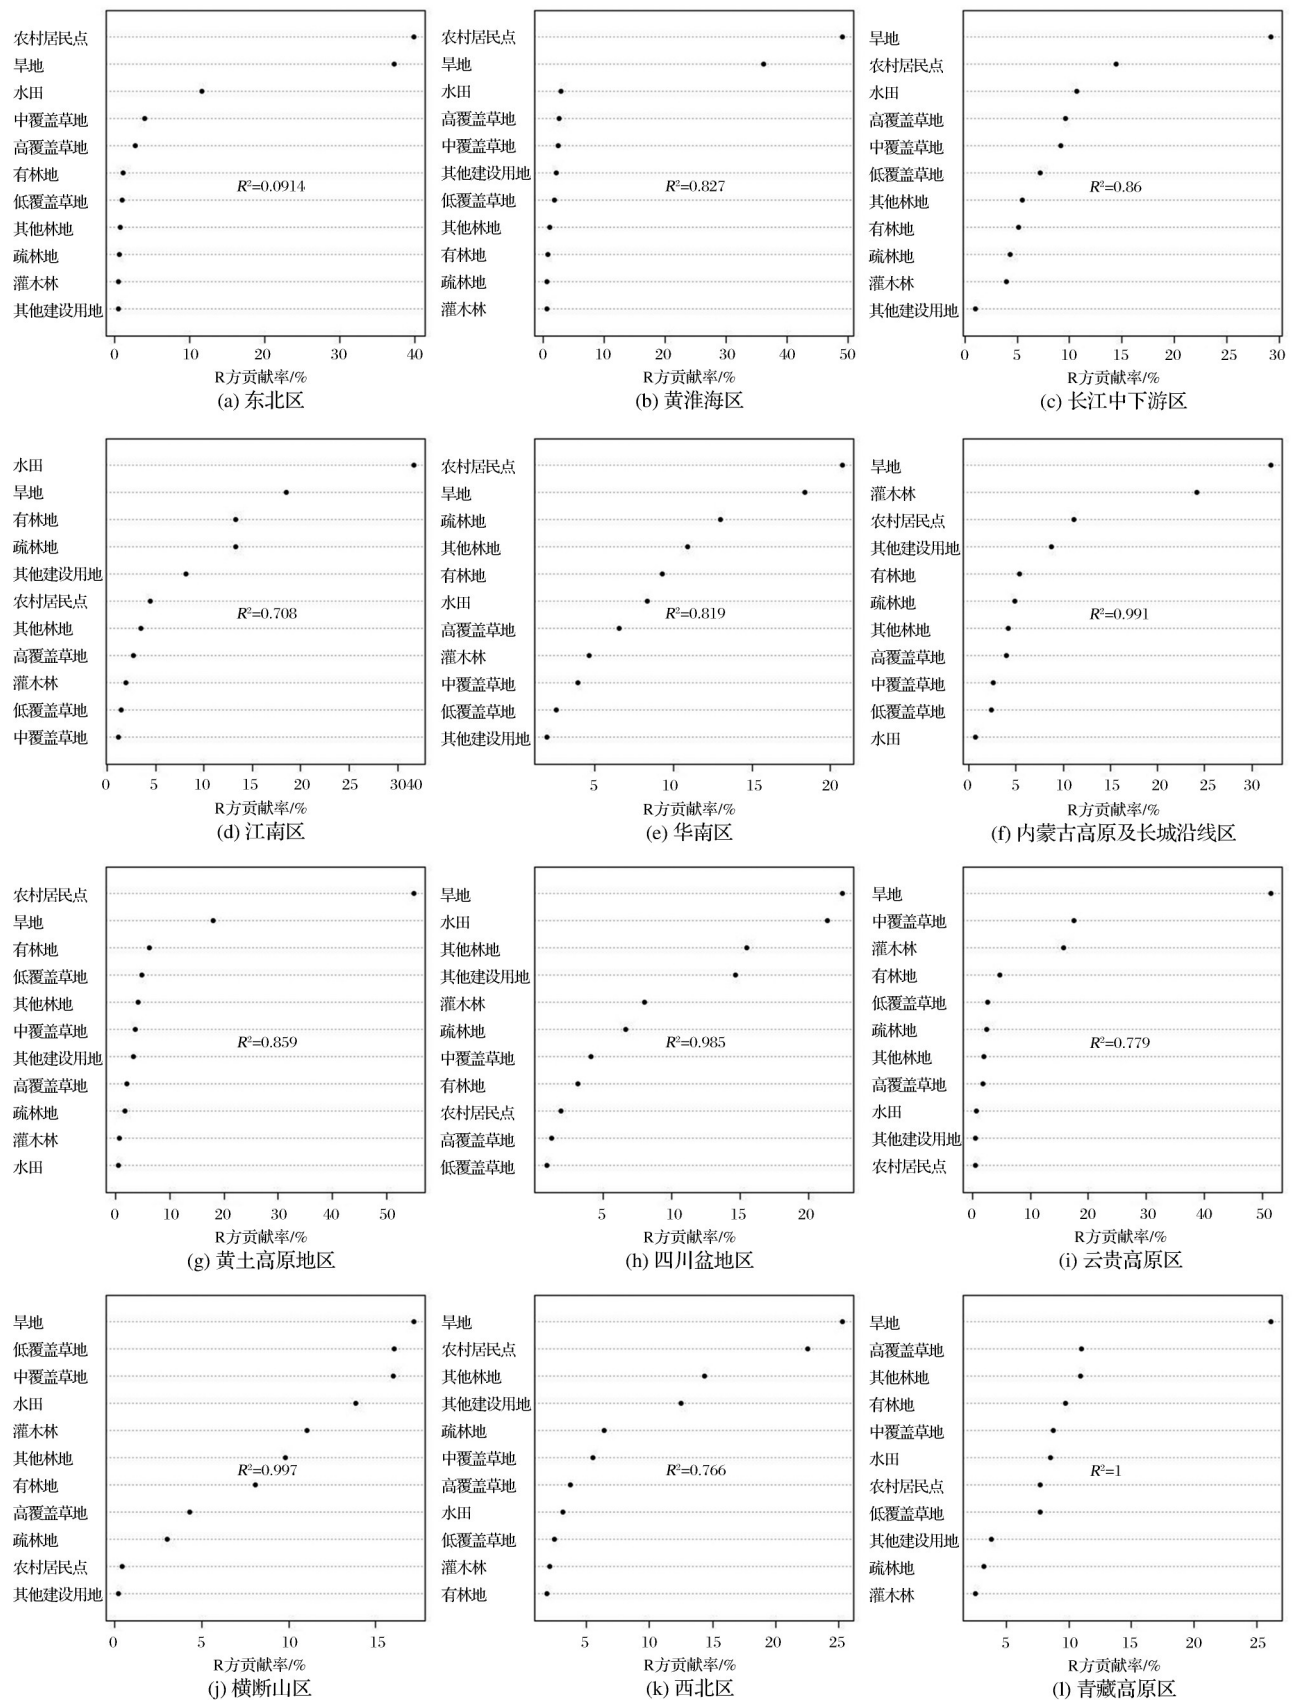 农村居民点
旱地
水田
中覆盖草地
高覆盖草地
有林地
低覆盖草地
其他林地
疏林地
灌木林
其他建设用地
R²=0.0914
0 10 20 30 40
R方贡献率/%
(a) 东北区
农村居民点
旱地
水田
高覆盖草地
中覆盖草地
其他建设用地
低覆盖草地
其他林地
有林地
疏林地
灌木林
R²=0.827
0 10 20 30 40 50
R方贡献率/%
(b) 黄淮海区
旱地
农村居民点
水田
高覆盖草地
中覆盖草地
低覆盖草地
其他林地
有林地
疏林地
灌木林
其他建设用地
R²=0.86
0 5 10 15 20 25 30
R方贡献率/%
(c) 长江中下游区
水田
旱地
有林地
疏林地
其他建设用地
农村居民点
其他林地
高覆盖草地
灌木林
低覆盖草地
中覆盖草地
R²=0.708
0 5 10 15 20 25 3040
R方贡献率/%
(d) 江南区
农村居民点
旱地
疏林地
其他林地
有林地
水田
高覆盖草地
灌木林
中覆盖草地
低覆盖草地
其他建设用地
R²=0.819
5 10 15 20
R方贡献率/%
(e) 华南区
旱地
灌木林
农村居民点
其他建设用地
有林地
疏林地
其他林地
高覆盖草地
中覆盖草地
低覆盖草地
水田
R²=0.991
0 5 10 15 20 25 30
R方贡献率/%
(f) 内蒙古高原及长城沿线区
农村居民点
旱地
有林地
低覆盖草地
其他林地
中覆盖草地
其他建设用地
高覆盖草地
疏林地
灌木林
水田
R²=0.859
0 10 20 30 40 50
R方贡献率/%
(g) 黄土高原地区
旱地
水田
其他林地
其他建设用地
灌木林
疏林地
中覆盖草地
有林地
农村居民点
高覆盖草地
低覆盖草地
R²=0.985
5 10 15 20
R方贡献率/%
(h) 四川盆地区
旱地
中覆盖草地
灌木林
有林地
低覆盖草地
疏林地
其他林地
高覆盖草地
水田
其他建设用地
农村居民点
R²=0.779
0 10 20 30 40 50
R方贡献率/%
(i) 云贵高原区
旱地
低覆盖草地
中覆盖草地
水田
灌木林
其他林地
有林地
高覆盖草地
疏林地
农村居民点
其他建设用地
R²=0.997
0 5 10 15
R方贡献率/%
(j) 横断山区
旱地
农村居民点
其他林地
其他建设用地
疏林地
中覆盖草地
高覆盖草地
水田
低覆盖草地
灌木林
有林地
R²=0.766
5 10 15 20 25
R方贡献率/%
(k) 西北区
旱地
高覆盖草地
其他林地
有林地
中覆盖草地
水田
农村居民点
低覆盖草地
其他建设用地
疏林地
灌木林
R²=1
5 10 15 20 25
R方贡献率/%
(l) 青藏高原区